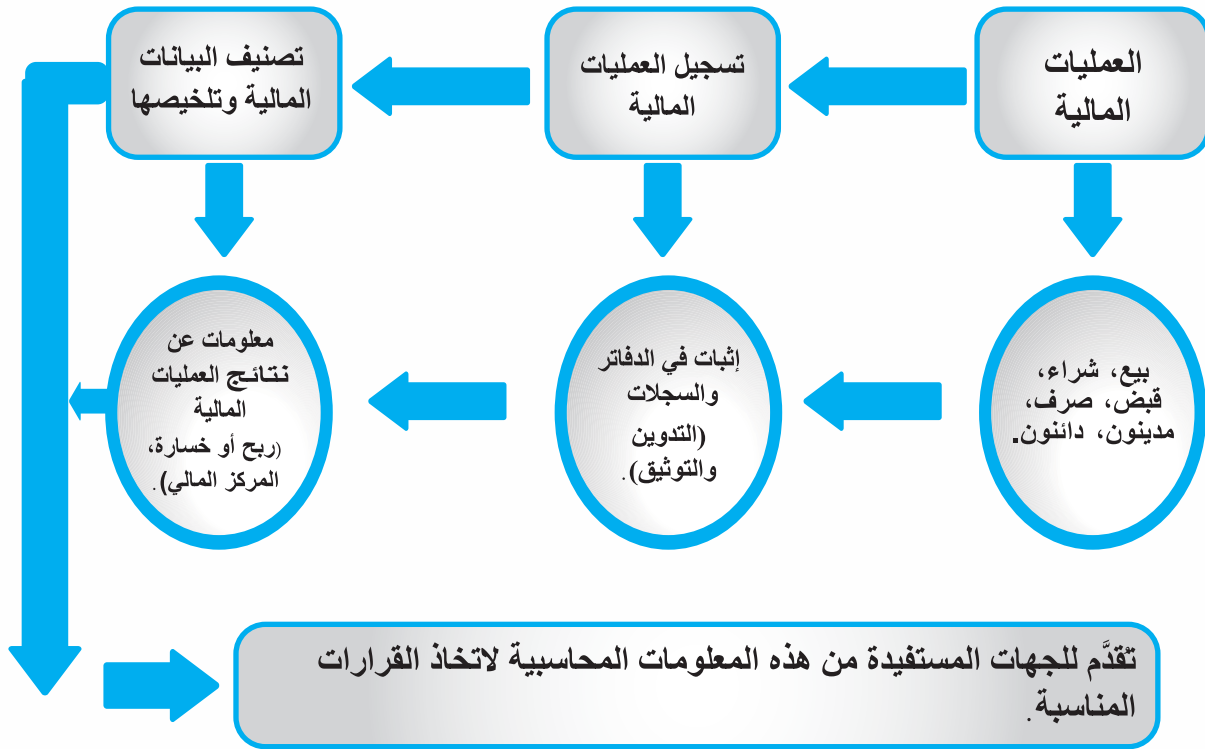 العمليات
المالية
تسجيل العمليات
المالية
تصنيف البيانات
المالية وتلخيصها
بيع، شراء،
قبض، صرف،
مدينون، دائنون.
إثبات في الدفاتر
والسجلات
(التدوين
والتوثيق).
معلومات عن
نتائج العمليات
المالية
(ربح أو خسارة،
المركز المالي).
تقدَّم للجهات المستفيدة من هذه المعلومات المحاسبية لاتخاذ القرارات
المناسبة.